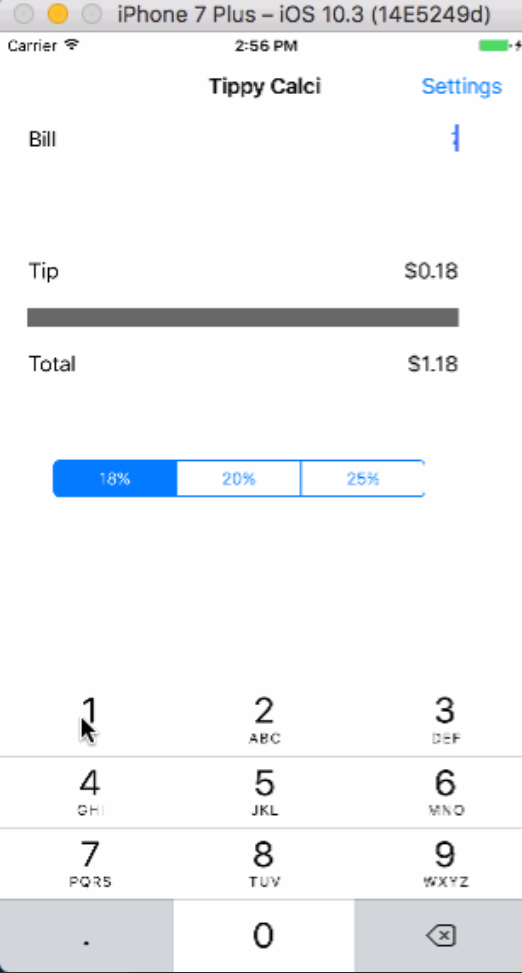 iPhone 7 Plus – iOS 10.3 (14E5249d)
Carrier 2:56 PM
Tippy Calci Settings
Bill
Tip $0.18
Total $1.18
18% 20% 25%
1 2 3
ABC DEF
4 5 6
GHI JKL MNO
7 8 9
PQRS TUV WXYZ
. 0